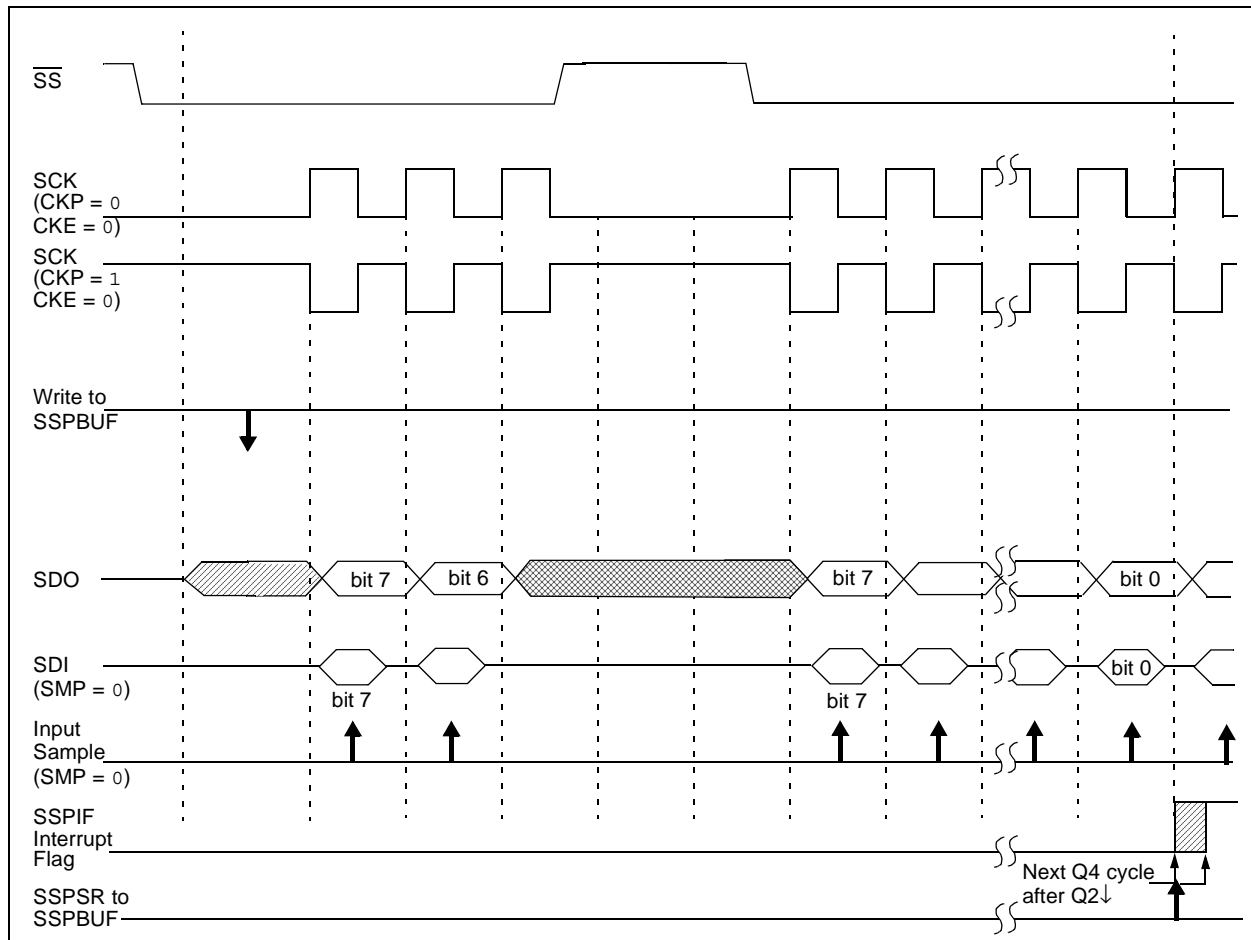 SS
SCK
(CKP = 0
CKE = 0)
SCK
(CKP = 1
CKE = 0)
Write to
SSPBUF
SDO
bit 7
bit 6
bit 7
bit 0
SDI
(SMP = 0)
bit 7
bit 7
bit 0
Input
Sample
(SMP = 0)
SSPIF
Interrupt
Flag
Next Q4 cycle
after Q2↓
SSPSR to
SSPBUF